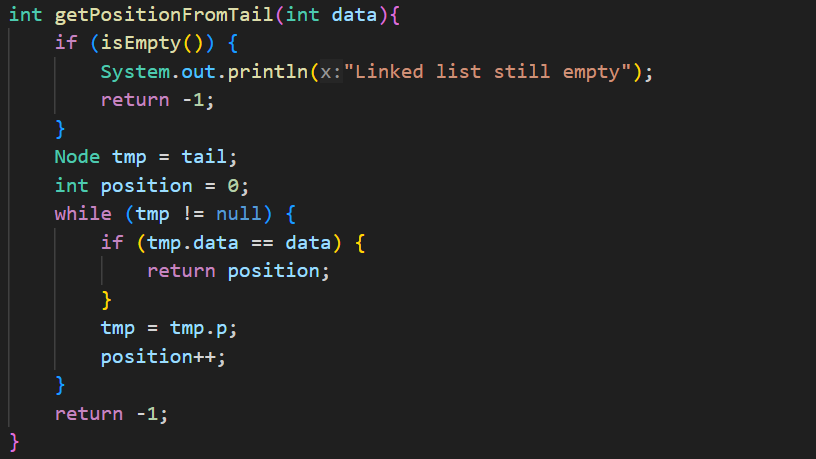 int getPositionFromTail(int data){
    if (isEmpty()) {
        System.out.println(x:"Linked list still empty");
        return -1;
    }
    Node tmp = tail;
    int position = 0;
    while (tmp != null) {
        if (tmp.data == data) {
            return position;
        }
        tmp = tmp.p;
        position++;
    }
    return -1;
}